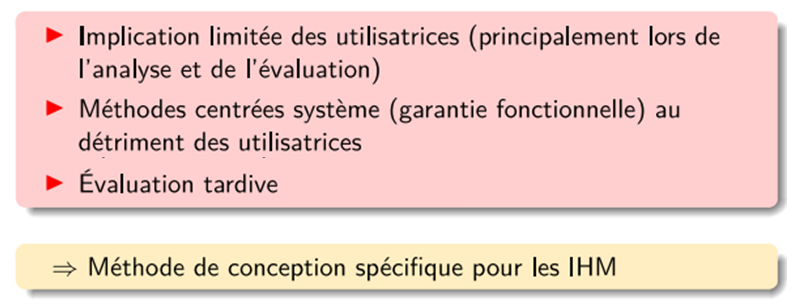 ▶ Implication limitée des utilisatrices (principalement lors de
l'analyse et de l'évaluation)
▶ Méthodes centrées système (garantie fonctionnelle) au
détriment des utilisatrices
▶ Évaluation tardive
⇒ Méthode de conception spécifique pour les IHM